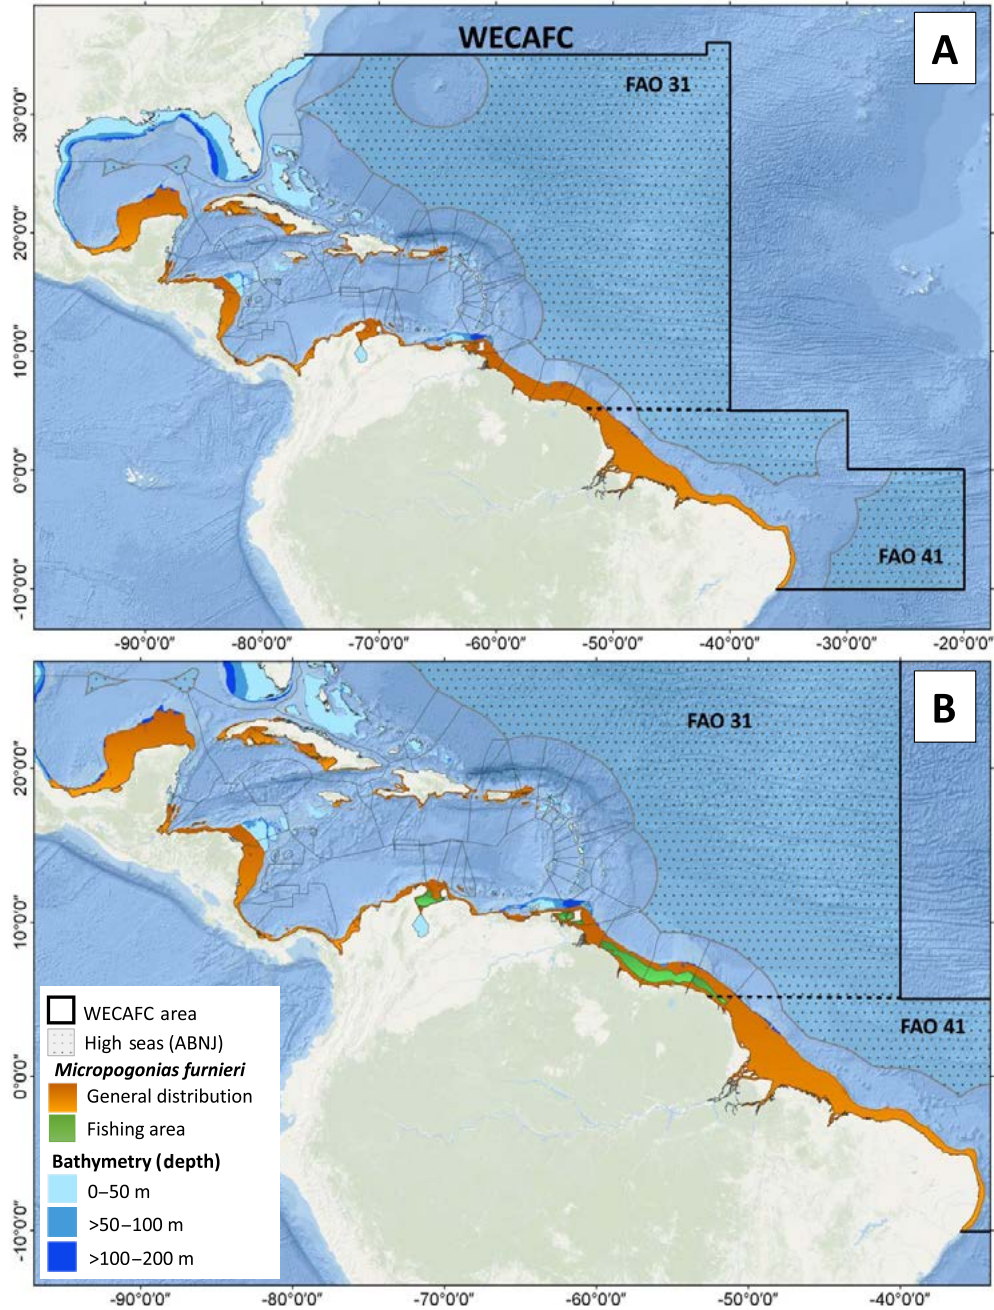 WECAFC
A
FAO 31
30°0'0"
20°0'0"
10°0'0"
0°0'0"
-10°0'0"
FAO 41
-90°0'0"
-80°0'0"
-70°0'0"
-60°0'0"
-50°0'0"
-40°0'0"
-30°0'0"
-20°0'0"
B
FAO 31
20°0'0"
10°0'0"
0°0'0"
-10°0'0"
FAO 41
WECAFC area
High seas (ABNJ)
Micropogonias furnieri
General distribution
Fishing area
Bathymetry (depth)
0–50 m
>50–100 m
>100–200 m
-90°0'0"
-80°0'0"
-70°0'0"
-60°0'0"
-50°0'0"
-40°0'0"